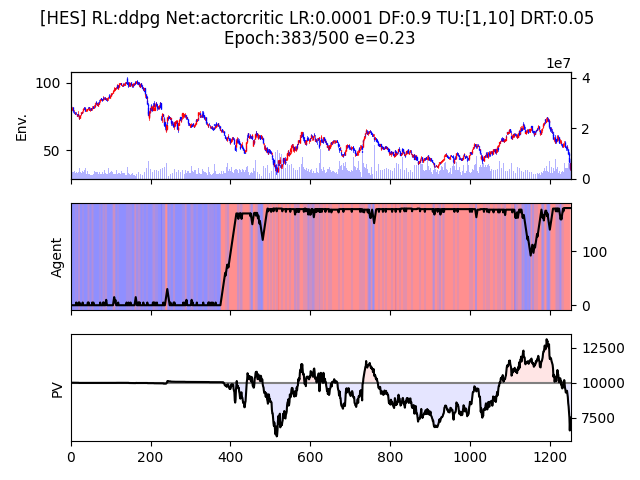 [HES] RL:ddpg Net:actorcritic LR:0.0001 DF:0.9 TU:[1,10] DRT:0.05
Epoch:383/500 e=0.23
1e7
100
50
Env.
4
2
0
Agent
100
0
PV
12500
10000
7500
0 200 400 600 800 1000 1200